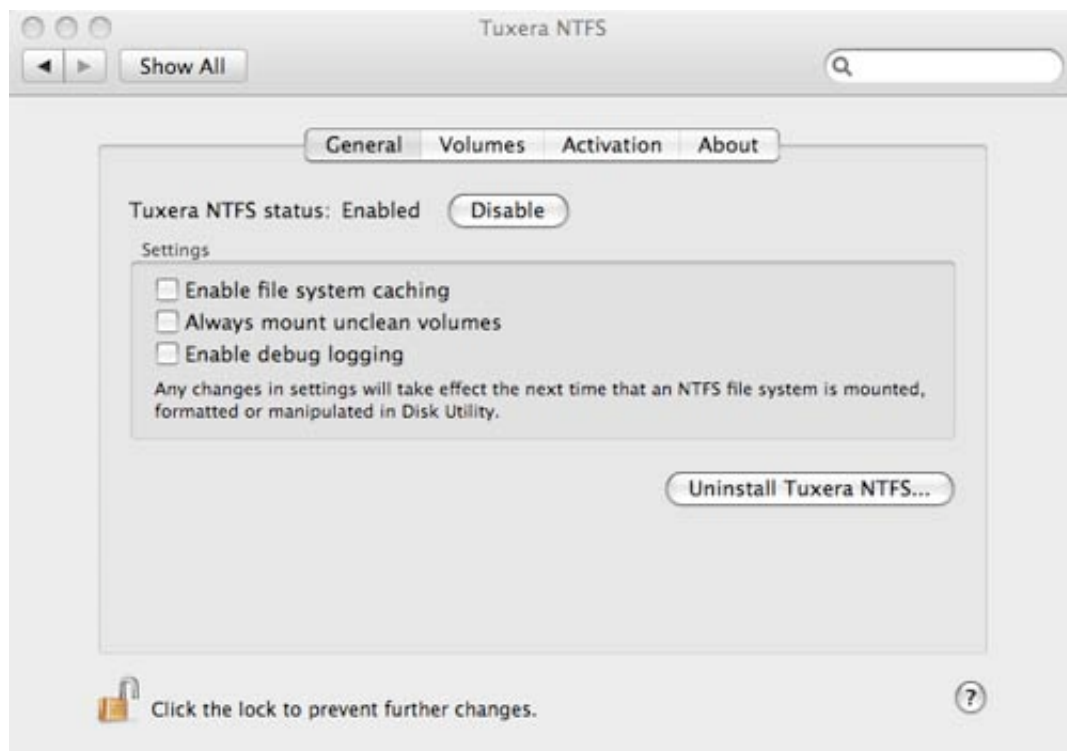 Tuxera NTFS
Show All
General Volumes Activation About
Tuxera NTFS status: Enabled Disable
Settings
Enable file system caching
Always mount unclean volumes
Enable debug logging
Any changes in settings will take effect the next time that an NTFS file system is mounted,
formatted or manipulated in Disk Utility.
Uninstall Tuxera NTFS...
Click the lock to prevent further changes.
?